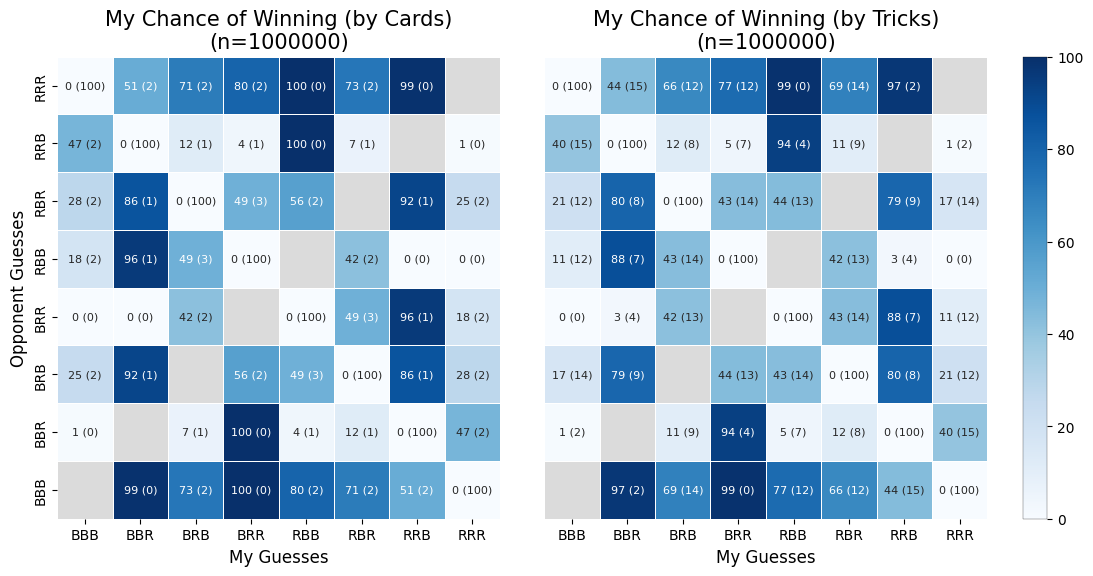 My Chance of Winning (by Cards)
(n=1000000)
My Chance of Winning (by Tricks)
(n=1000000)
Opponent Guesses
RRR 0 (100) 51 (2) 71 (2) 80 (2) 100 (0) 73 (2) 99 (0)
RRB 47 (2) 0 (100) 12 (1) 4 (1) 100 (0) 7 (1) 1 (0)
RBR 28 (2) 86 (1) 0 (100) 49 (3) 56 (2) 92 (1) 25 (2)
RBB 18 (2) 96 (1) 49 (3) 0 (100) 42 (2) 0 (0) 0 (0)
BRR 0 (0) 0 (0) 42 (2) 0 (100) 49 (3) 96 (1) 18 (2)
BRB 25 (2) 92 (1) 56 (2) 49 (3) 0 (100) 86 (1) 28 (2)
BBR 1 (0) 7 (1) 100 (0) 4 (1) 12 (1) 0 (100) 47 (2)
BBB 99 (0) 73 (2) 100 (0) 80 (2) 71 (2) 51 (2) 0 (100)
BBB BBR BRB BRR RBB RBR RRB RRR
My Guesses
0 (100) 44 (15) 66 (12) 77 (12) 99 (0) 69 (14) 97 (2)
40 (15) 0 (100) 12 (8) 5 (7) 94 (4) 11 (9) 1 (2)
21 (12) 80 (8) 0 (100) 43 (14) 44 (13) 79 (9) 17 (14)
11 (12) 88 (7) 43 (14) 0 (100) 42 (13) 3 (4) 0 (0)
0 (0) 3 (4) 42 (13) 0 (100) 43 (14) 88 (7) 11 (12)
17 (14) 79 (9) 44 (13) 43 (14) 0 (100) 80 (8) 21 (12)
1 (2) 11 (9) 94 (4) 5 (7) 12 (8) 0 (100) 40 (15)
97 (2) 69 (14) 99 (0) 77 (12) 66 (12) 44 (15) 0 (100)
BBB BBR BRB BRR RBB RBR RRB RRR
My Guesses
100
80
60
40
20
0